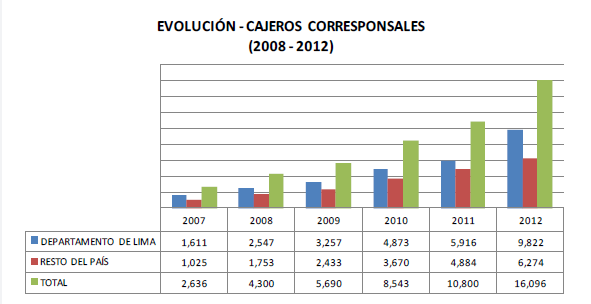 EVOLUCIÓN - CAJEROS CORRESPONSALES
(2008 - 2012)
2007 2008 2009 2010 2011 2012
DEPARTAMENTO DE LIMA 1,611 2,547 3,257 4,873 5,916 9,822
RESTO DEL PAÍS 1,025 1,753 2,433 3,670 4,884 6,274
TOTAL 2,636 4,300 5,690 8,543 10,800 16,096